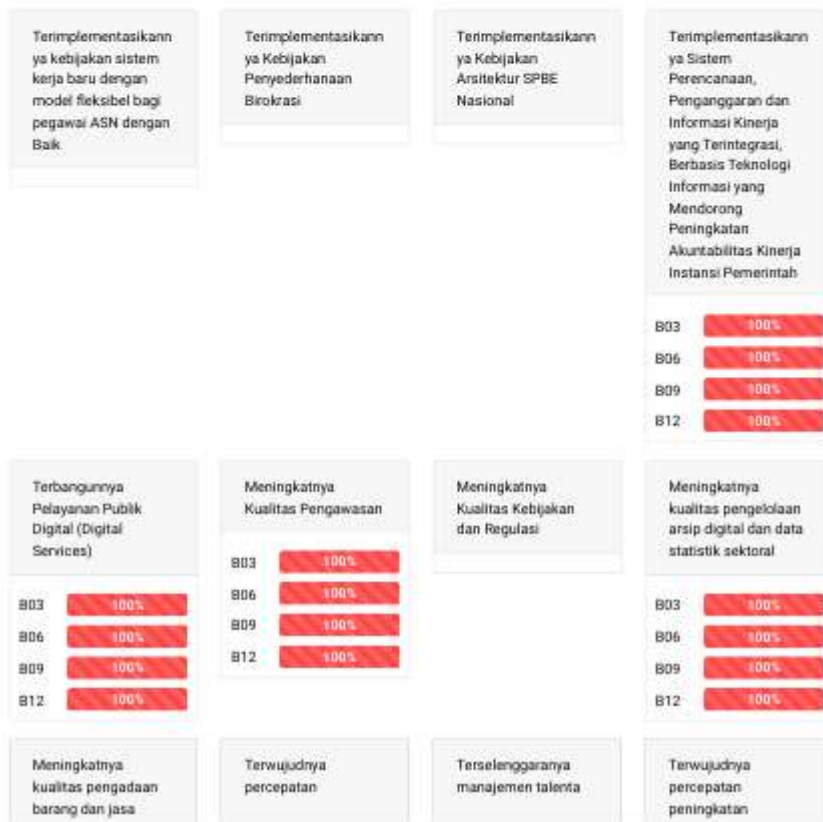 Terimplementasikann
ya kebijakan sistem
kerja baru dengan
model fleksibel bagi
pegawai ASN dengan
Baik
Terimplementasikann
ya Kebijakan
Penyederhanaan
Birokrasi
Terimplementasikann
ya Kebijakan
Arsitektur SPBE
Nasional
Terimplementasikann
ya Sistem
Perencanaan,
Penganggaran dan
Informasi Kinerja
yang Terintegrasi,
Berbasis Teknologi
Informasi yang
Mendorong
Peningkatan
Akuntabilitas Kinerja
Instansi Pemerintah
B03 100%
B06 100%
B09 100%
B12 100%
Terbangunnya
Pelayanan Publik
Digital (Digital
Services)
B03 100%
B06 100%
B09 100%
B12 100%
Meningkatnya
Kualitas Pengawasan
B03 100%
B06 100%
B09 100%
B12 100%
Meningkatnya
Kualitas Kebijakan
dan Regulasi
Meningkatnya
kualitas pengelolaan
arsip digital dan data
statistik sektoral
B03 100%
B06 100%
B09 100%
B12 100%
Meningkatnya
kualitas pengadaan
barang dan jasa
Terwujudnya
percepatan
Terselenggaranya
manajemen talenta
Terwujudnya
percepatan
peningkatan